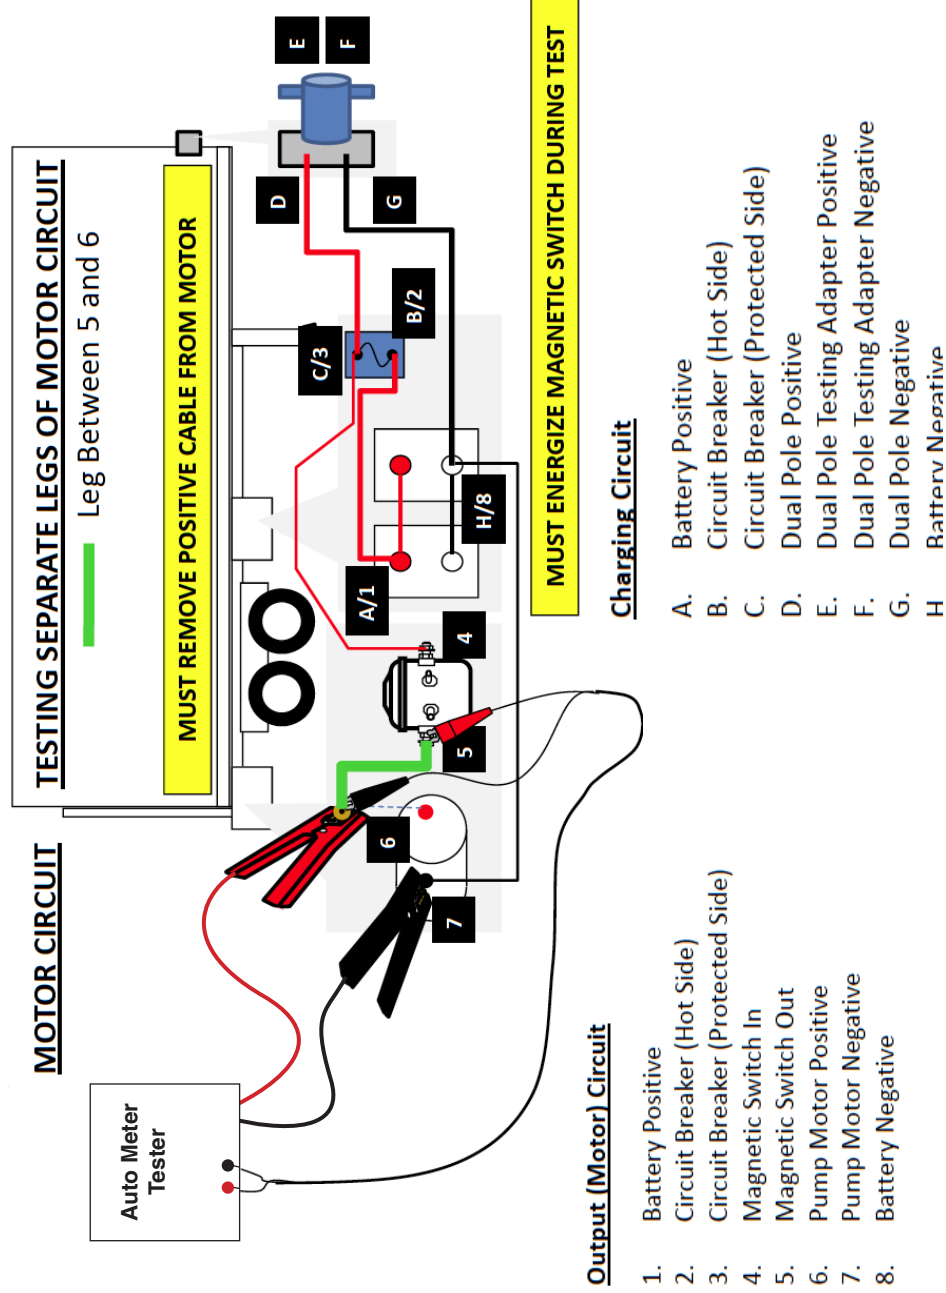 MOTOR CIRCUIT
TESTING SEPARATE LEGS OF MOTOR CIRCUIT
Leg Between 5 and 6
MUST REMOVE POSITIVE CABLE FROM MOTOR
Auto Meter
Tester
E
F
D
G
C/3
B/2
A/1
H/8
4
5
6
7
MUST ENERGIZE MAGNETIC SWITCH DURING TEST
Output (Motor) Circuit
1. Battery Positive
2. Circuit Breaker (Hot Side)
3. Circuit Breaker (Protected Side)
4. Magnetic Switch In
5. Magnetic Switch Out
6. Pump Motor Positive
7. Pump Motor Negative
8. Battery Negative
Charging Circuit
A. Battery Positive
B. Circuit Breaker (Hot Side)
C. Circuit Breaker (Protected Side)
D. Dual Pole Positive
E. Dual Pole Testing Adapter Positive
F. Dual Pole Testing Adapter Negative
G. Dual Pole Negative
H Battery Negative